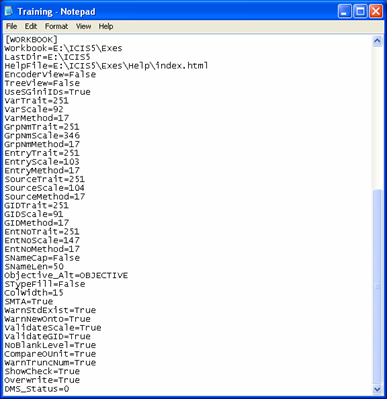 Training - Notepad
File Edit Format View Help
[WORKBOOK]
Workbook=E:\ICIS5\Exes
LastDir=E:\ICIS5
HelpFile=E:\ICIS5\Exes\Help\index.html
EncoderView=False
TreeView=False
UseSGiniIDs=True
VarTrait=251
VarScale=92
VarMethod=17
GrpNmTrait=251
GrpNmScale=346
GrpNmMethod=17
EntryTrait=251
EntryScale=103
EntryMethod=17
SourceTrait=251
SourceScale=104
SourceMethod=17
GIDTrait=251
GIDScale=91
GIDMethod=17
EntNoTrait=251
EntNoScale=147
EntNoMethod=17
SNameCap=False
SNameLen=50
Objective_Alt=OBJECTIVE
STypeFill=False
ColWidth=15
SMTA=True
WarnStdExist=True
WarnNewOnto=True
ValidateScale=True
ValidateGID=True
NoBlankLevel=True
CompareOUnit=True
WarnTruncNum=True
ShowCheck=True
Overwrite=True
DMS_Status=0